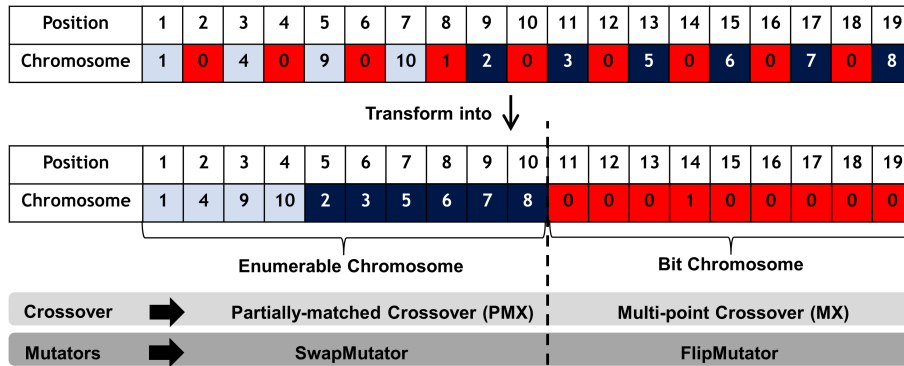 Position 1 2 3 4 5 6 7 8 9 10 11 12 13 14 15 16 17 18 19
Chromosome 1 0 4 0 9 0 10 1 2 0 3 0 5 0 6 0 7 0 8
Transform into
Position 1 2 3 4 5 6 7 8 9 10 11 12 13 14 15 16 17 18 19
Chromosome 1 4 9 10 2 3 5 6 7 8 0 0 0 1 0 0 0 0 0
Enumerable Chromosome Bit Chromosome
Crossover Partially-matched Crossover (PMX) Multi-point Crossover (MX)
Mutators SwapMutator FlipMutator